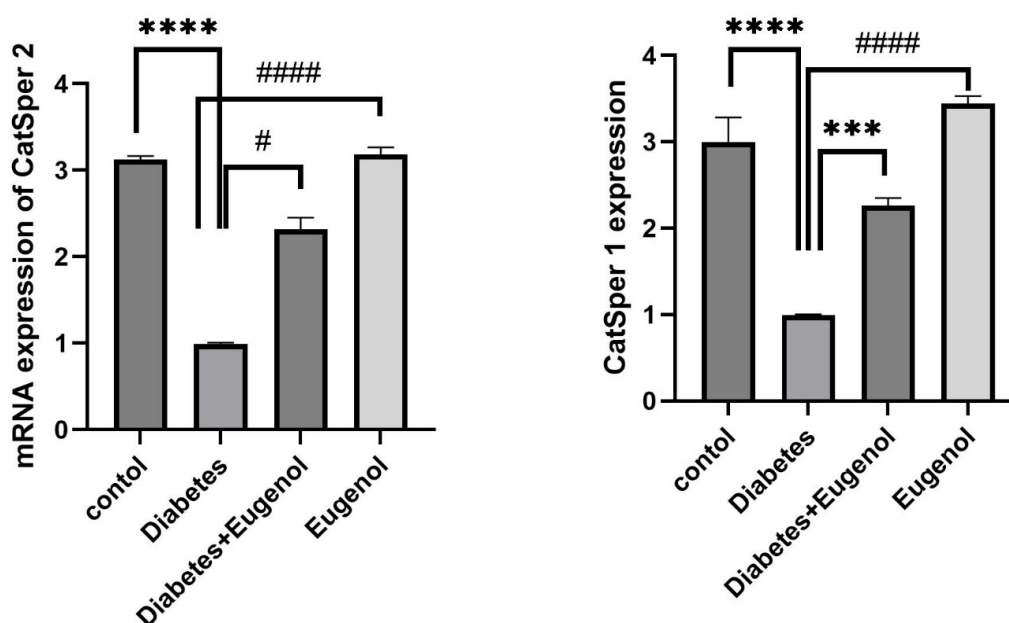 mRNA expression of CatSper 2
****
####
#
4
3
2
1
0
contol
Diabetes
Diabetes+Eugenol
Eugenol
CatSper 1 expression
****
####
***
4
3
2
1
0
contol
Diabetes
Diabetes+Eugenol
Eugenol